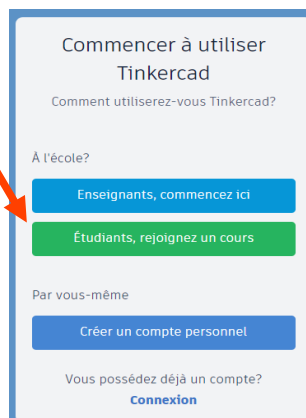 Commencer à utiliser
Tinkercad
Comment utiliserez-vous Tinkercad?
À l'école?
Enseignants, commencez ici
Étudiants, rejoignez un cours
Par vous-même
Créer un compte personnel
Vous possédez déjà un compte?
Connexion